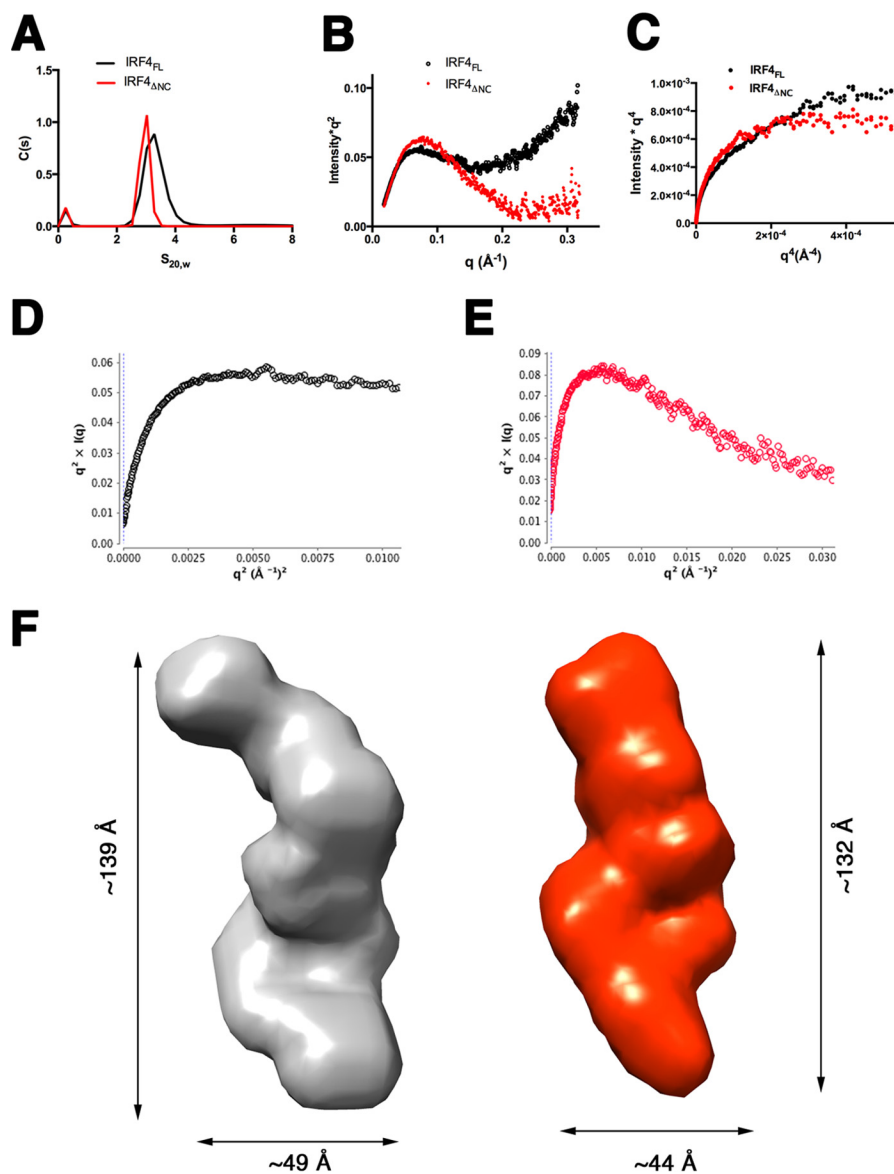 A
IRF4FL
IRF4ΔNC
1.5
1.0
0.5
0.0
C(s)
0 2 4 6 8
S20,w
B
IRF4FL
IRF4ΔNC
0.10
0.05
0.00
Intensity*q²
0.0 0.1 0.2 0.3
q (Å-1)
C
IRF4FL
IRF4ΔNC
1.0×10-3
8.0×10-4
6.0×10-4
4.0×10-4
2.0×10-4
0.0
Intensity * q⁴
0 2×10-4 4×10-4
q⁴(Å-4)
D
0.06
0.05
0.04
0.03
0.02
0.01
0.00
q² × I(q)
0.0000 0.0025 0.0050 0.0075 0.0100
q² (Å ⁻¹)²
E
0.09
0.08
0.07
0.06
0.05
0.04
0.03
0.02
0.01
0.00
q² × I(q)
0.000 0.005 0.010 0.015 0.020 0.025 0.030
q² (Å ⁻¹)²
F
~139 Å
~49 Å
~132 Å
~44 Å